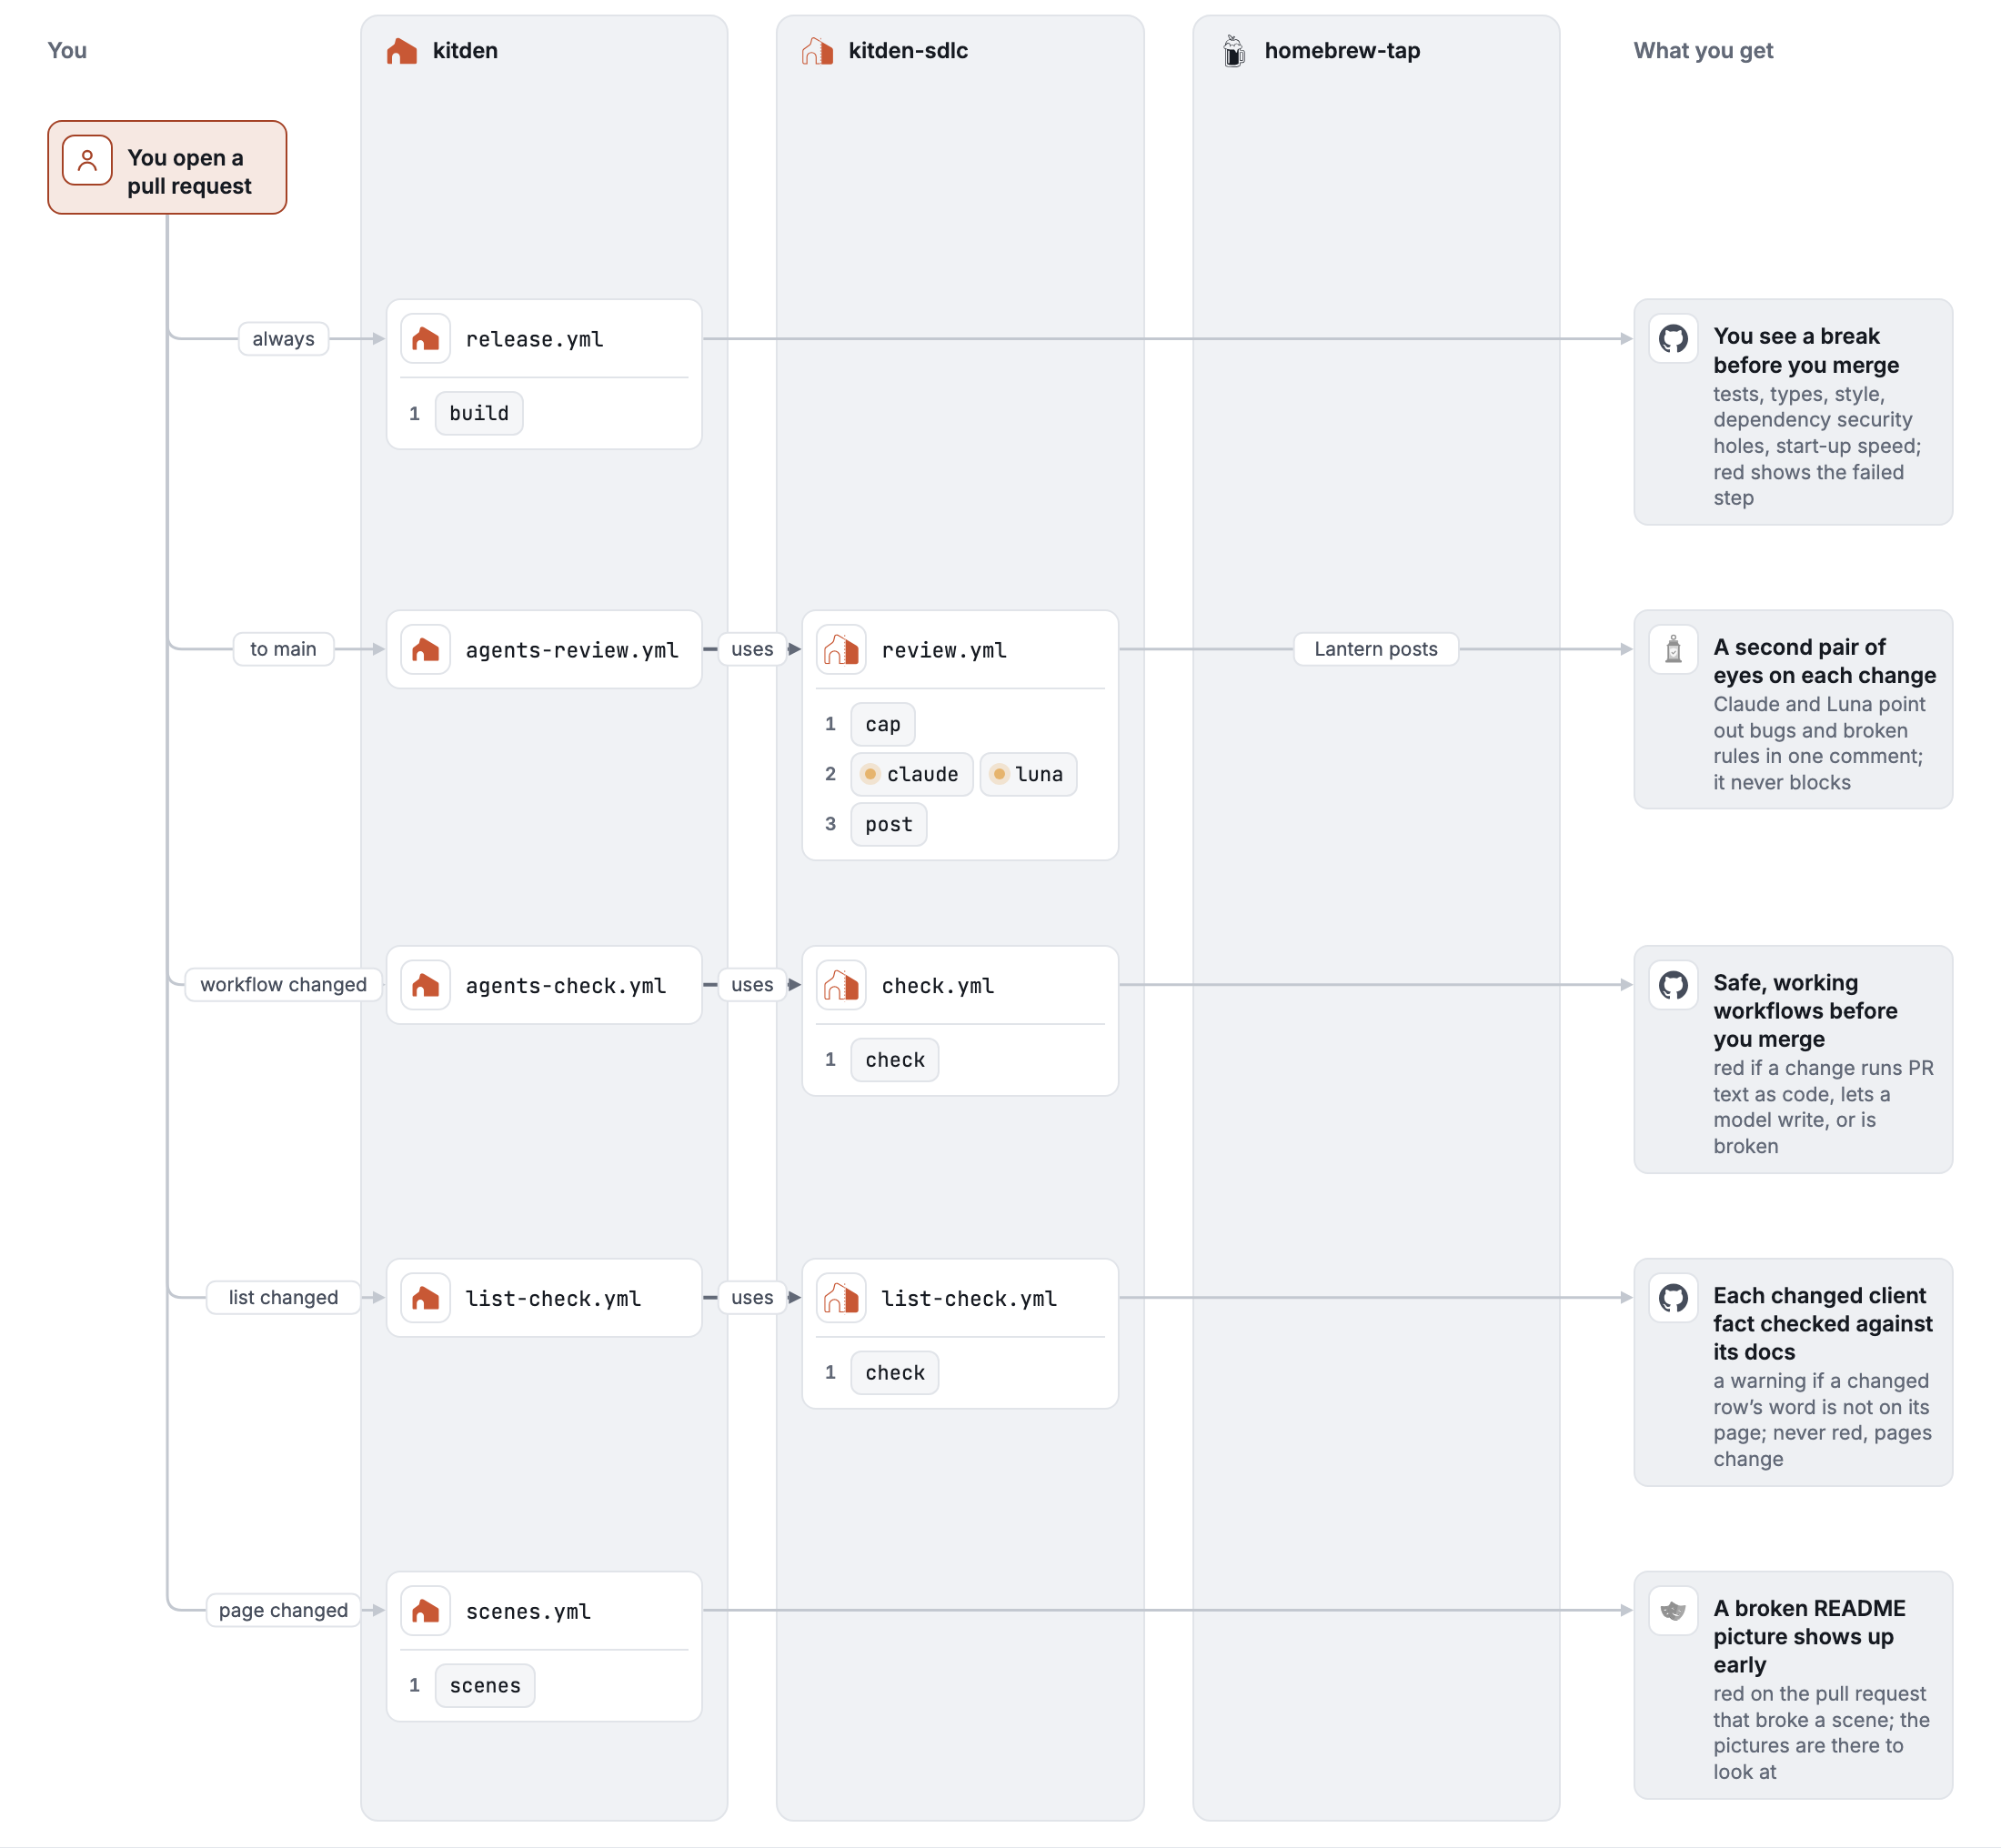 You
kitden
kitden-sdlc
homebrew-tap
What you get
You open a
pull request
always
release.yml
1 build
You see a break
before you merge
tests, types, style,
dependency security
holes, start-up speed;
red shows the failed
step
to main
agents-review.yml
uses
review.yml
1 cap
2 claude luna
3 post
Lantern posts
A second pair of
eyes on each change
Claude and Luna point
out bugs and broken
rules in one comment;
it never blocks
workflow changed
agents-check.yml
uses
check.yml
1 check
Safe, working
workflows before
you merge
red if a change runs PR
text as code, lets a
model write, or is
broken
list changed
list-check.yml
uses
list-check.yml
1 check
Each changed client
fact checked against
its docs
a warning if a changed
row’s word is not on its
page; never red, pages
change
page changed
scenes.yml
1 scenes
A broken README
picture shows up
early
red on the pull request
that broke a scene; the
pictures are there to
look at